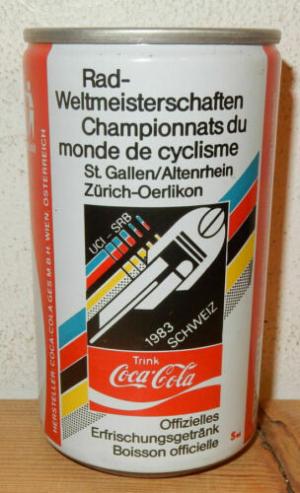 Rad-
Weltmeisterschaften
Championnats du
monde de cyclisme
St. Gallen/Altenrhein
Zürich-Oerlikon
UCI-SRB
1983
SCHWEIZ
Trink
Coca-Cola
Offizielles
Erfrischungsgetränk
Boisson officielle
HERSTELLER: COCA-COLA GES.M.B.H. WIEN, ÖSTERREICH